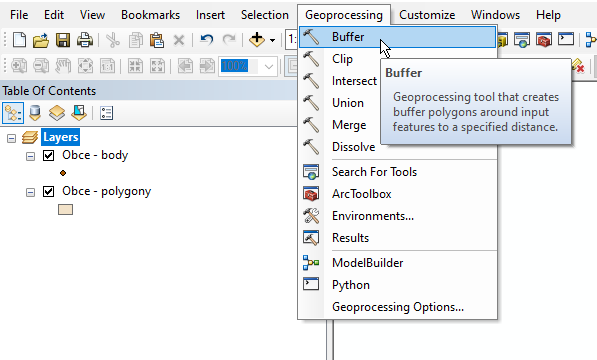 File Edit View Bookmarks Insert Selection Geoprocessing Customize Windows Help
100%
Table Of Contents
Layers
Obce - body
Obce - polygony
Buffer
Clip
Intersect
Union
Merge
Dissolve
Search For Tools
ArcToolbox
Environments...
Results
ModelBuilder
Python
Geoprocessing Options...
Buffer
Geoprocessing tool that creates
buffer polygons around input
features to a specified distance.